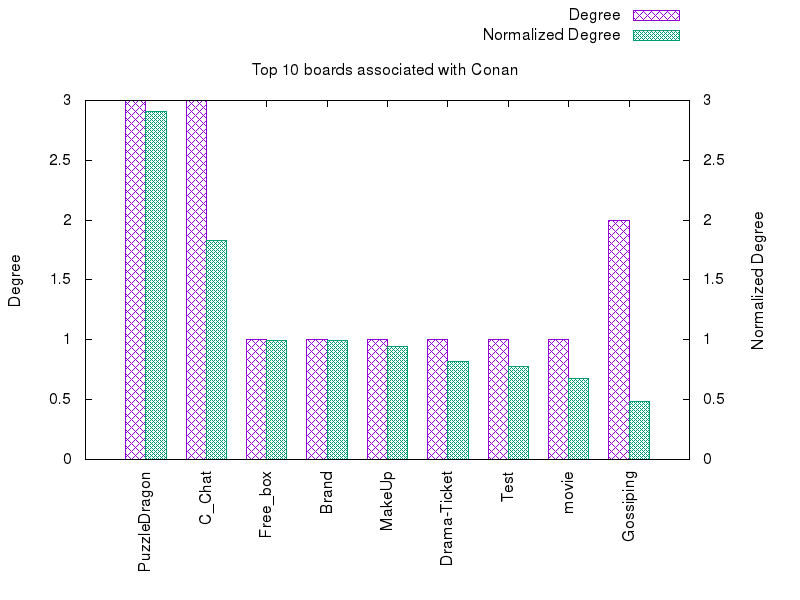 Degree
Normalized Degree
Top 10 boards associated with Conan
3 3
2.5 2.5
2 2
1.5 1.5
1 1
0.5 0.5
0 0
Degree
Normalized Degree
PuzzleDragon
C_Chat
Free_box
Brand
MakeUp
Drama-Ticket
Test
movie
Gossiping